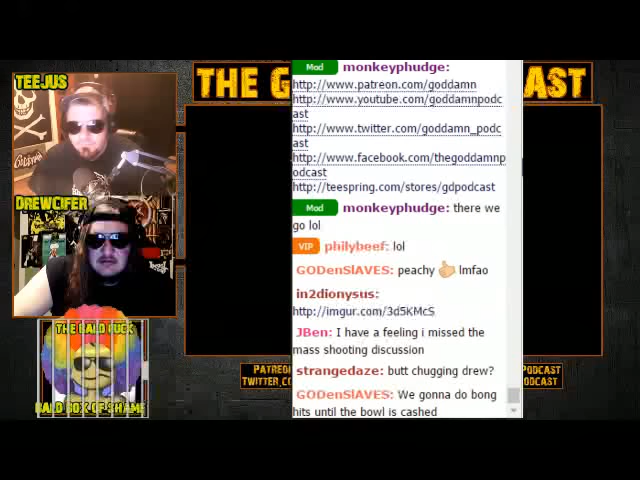 TEEJUS
THE G
AST
DREWCIFER
THE BALD FUCK
BALD BOX OF SHAME
Mod monkeyphudge:
http://www.patreon.com/goddamn
http://www.youtube.com/goddamnpodc
ast
http://www.twitter.com/goddamn_podc
ast
http://www.facebook.com/thegoddamnp
odcast
http://teespring.com/stores/gdpodcast
Mod monkeyphudge: there we
go lol
VIP philybeef: lol
GODenSlAVES: peachy lmfao
in2dionysus:
http://imgur.com/3d5KMcS
JBen: I have a feeling i missed the
mass shooting discussion
strangedaze: butt chugging drew?
GODenSlAVES: We gonna do bong
hits until the bowl is cashed
PATREO
PODCAST
TWITTER.CO
ODCAST